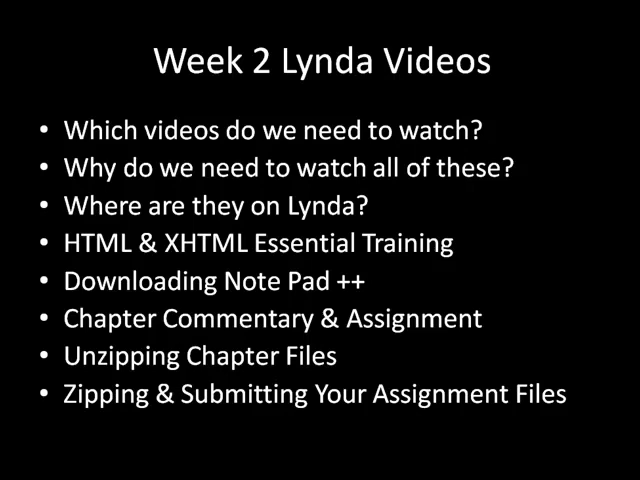 Week 2 Lynda Videos
• Which videos do we need to watch?
• Why do we need to watch all of these?
• Where are they on Lynda?
• HTML & XHTML Essential Training
• Downloading Note Pad ++
• Chapter Commentary & Assignment
• Unzipping Chapter Files
• Zipping & Submitting Your Assignment Files